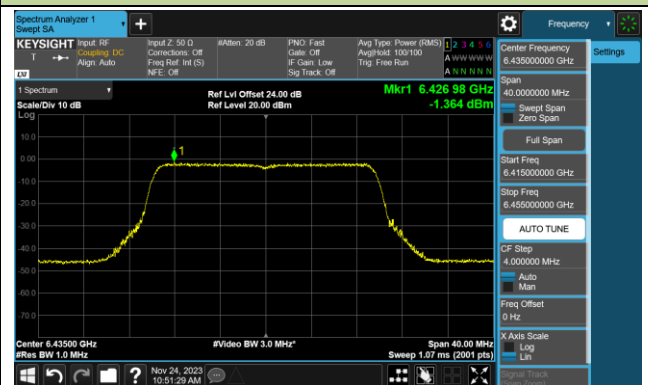 Spectrum Analyzer 1
Swept SA
Frequency
KEYSIGHT
Input: RF
Coupling: DC
Align: Auto
Input Z: 50 Ω
Corrections: Off
Freq Ref: Int (S)
NFE: Off
#Atten: 20 dB
PNO: Fast
Gate: Off
IF Gain: Low
Sig Track: Off
Avg Type: Power (RMS)
Avg|Hold: 100/100
Trig: Free Run
1 2 3 4 5 6
A W W W W W
A N N N N N
LXI
Center Frequency
6.435000000 GHz
Settings
Span
40.0000000 MHz
Swept Span
Zero Span
Full Span
Start Freq
6.415000000 GHz
Stop Freq
6.455000000 GHz
AUTO TUNE
CF Step
4.000000 MHz
Auto
Man
Freq Offset
0 Hz
X Axis Scale
Log
Lin
Signal Track
1 Spectrum
Scale/Div 10 dB
Log
Ref Lvl Offset 24.00 dB
Ref Level 20.00 dBm
Mkr1 6.426 98 GHz
-1.364 dBm
1
10.0
0.00
-10.0
-20.0
-30.0
-40.0
-50.0
-60.0
-70.0
Center 6.43500 GHz
#Res BW 1.0 MHz
#Video BW 3.0 MHz*
Span 40.00 MHz
Sweep 1.07 ms (2001 pts)
Nov 24, 2023
10:51:29 AM